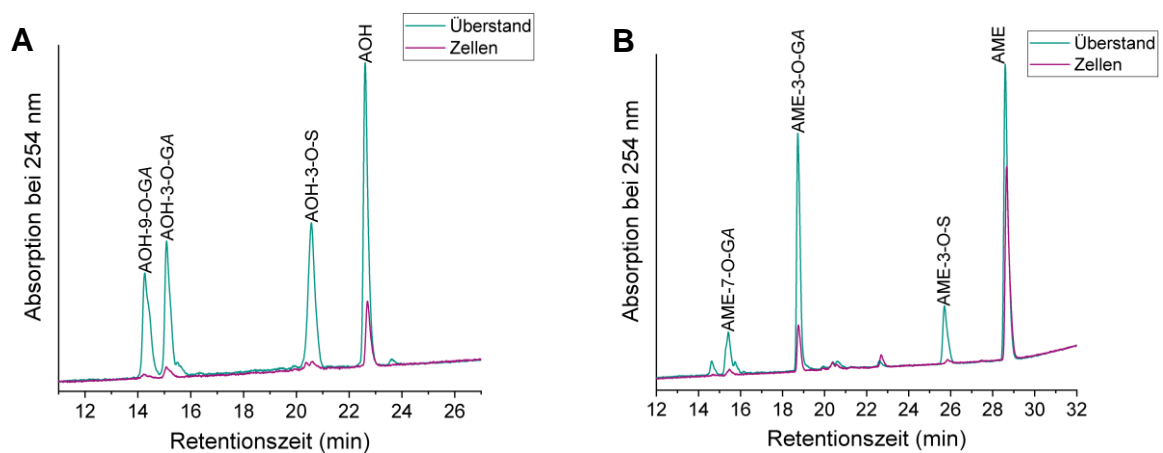 A
Überstand
Zellen
Absorption bei 254 nm
AOH-9-O-GA
AOH-3-O-GA
AOH-3-O-S
AOH
12 14 16 18 20 22 24 26
Retentionszeit (min)
B
Überstand
Zellen
Absorption bei 254 nm
AME-7-O-GA
AME-3-O-GA
AME-3-O-S
AME
12 14 16 18 20 22 24 26 28 30 32
Retentionszeit (min)